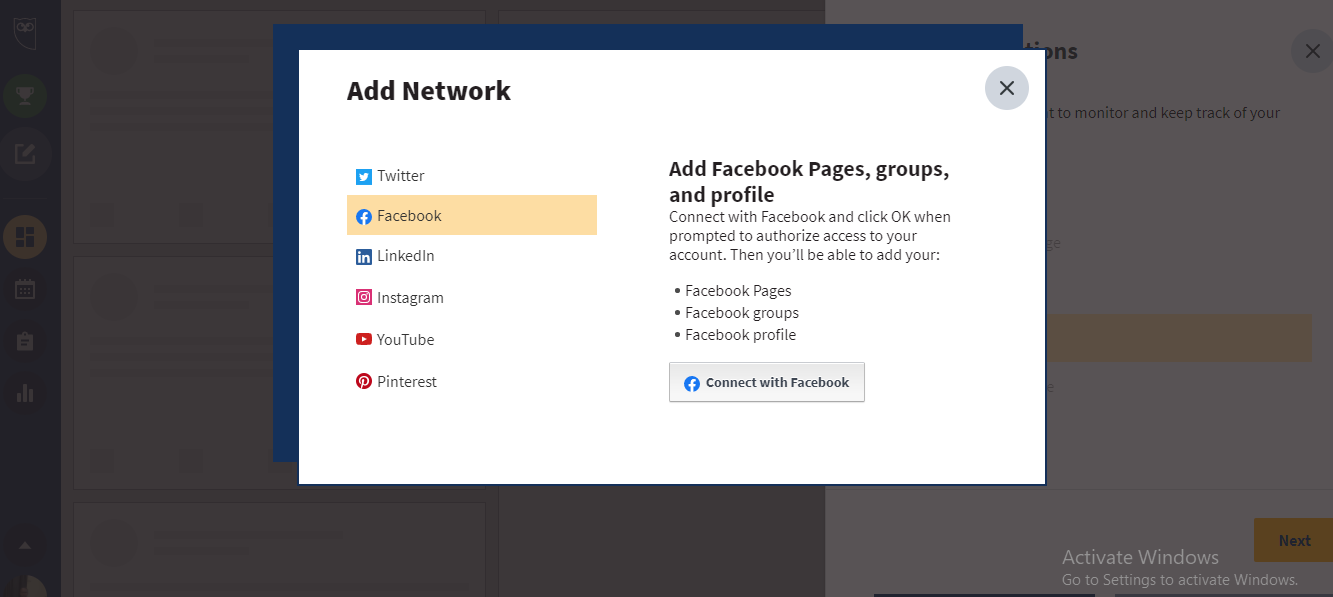 Add Network
Twitter
Facebook
LinkedIn
Instagram
YouTube
Pinterest
Add Facebook Pages, groups,
and profile
Connect with Facebook and click OK when
prompted to authorize access to your
account. Then you’ll be able to add your:
• Facebook Pages
• Facebook groups
• Facebook profile
Connect with Facebook
to monitor and keep track of your
Next
Activate Windows
Go to Settings to activate Windows.